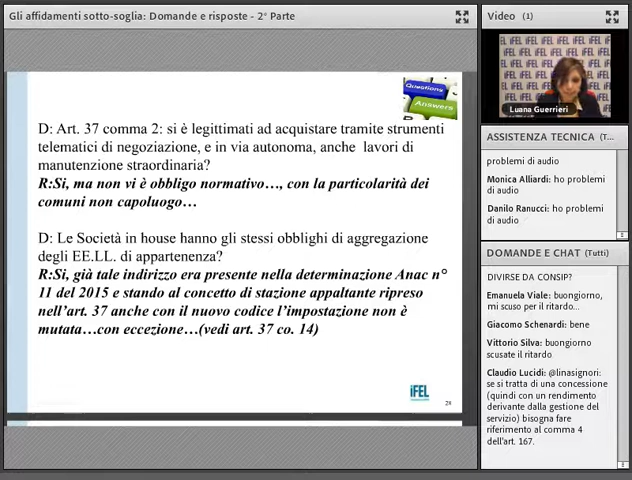 Gli affidamenti sotto-soglia: Domande e risposte - 2° Parte
Questions
Answers
D: Art. 37 comma 2: si è legittimati ad acquistare tramite strumenti
telematici di negoziazione, e in via autonoma, anche lavori di
manutenzione straordinaria?
R:Si, ma non vi è obbligo normativo…, con la particolarità dei
comuni non capoluogo…
D: Le Società in house hanno gli stessi obblighi di aggregazione
degli EE.LL. di appartenenza?
R:Si, già tale indirizzo era presente nella determinazione Anac n°
11 del 2015 e stando al concetto di stazione appaltante ripreso
nell'art. 37 anche con il nuovo codice l'impostazione non è
mutata…con eccezione…(vedi art. 37 co. 14)
iFEL
28
Video (1)
Luana Guerrieri
ASSISTENZA TECNICA (T...
problemi di audio
Monica Alliardi: ho problemi
di audio
Danilo Ranucci: ho problemi
di audio
DOMANDE E CHAT (Tutti)
DIVIRSE DA CONSIP?
Emanuela Viale: buongiorno,
mi scuso per il ritardo...
Giacomo Schenardi: bene
Vittorio Silva: buongiorno
scusate il ritardo
Claudio Lucidi: @linasignori:
se si tratta di una concessione
(quindi con un rendimento
derivante dalla gestione del
servizio) bisogna fare
riferimento al comma 4
dell'art. 167.